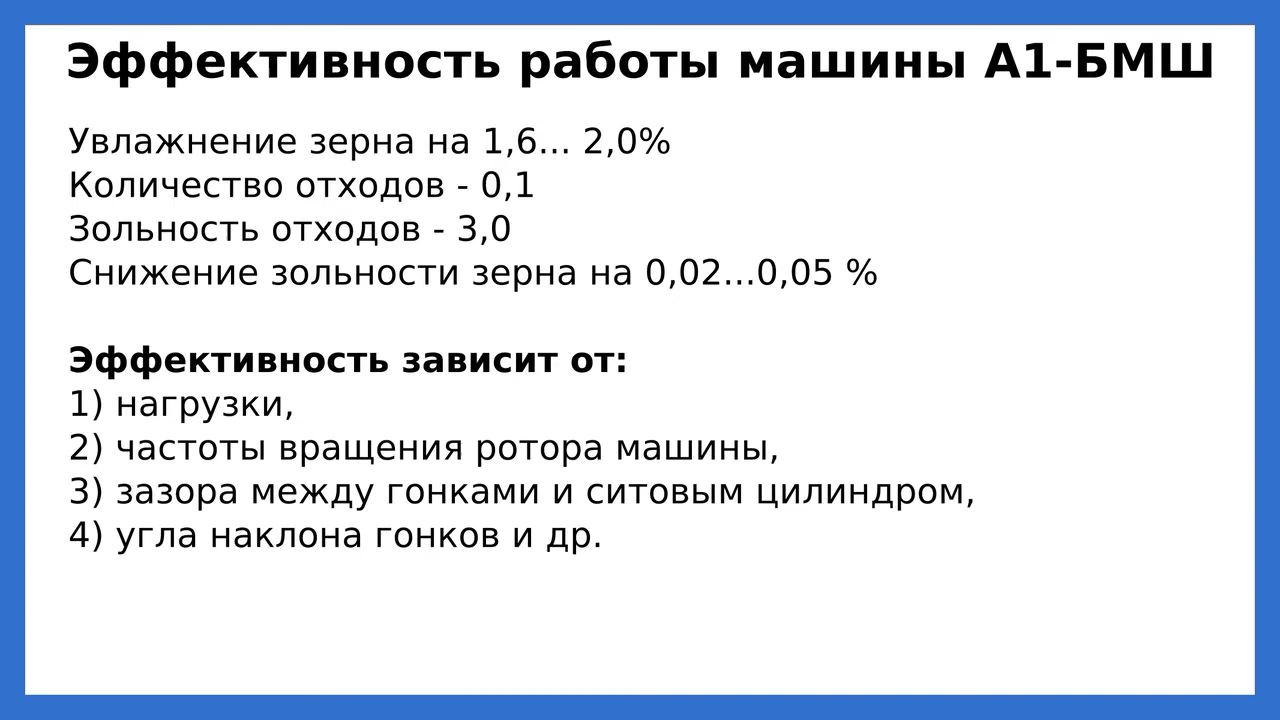 Эффективность работы машины А1-БМШ
Увлажнение зерна на 1,6... 2,0%
Количество отходов - 0,1
Зольность отходов - 3,0
Снижение зольности зерна на 0,02...0,05 %
Эффективность зависит от:
1) нагрузки,
2) частоты вращения ротора машины,
3) зазора между гонками и ситовым цилиндром,
4) угла наклона гонков и др.